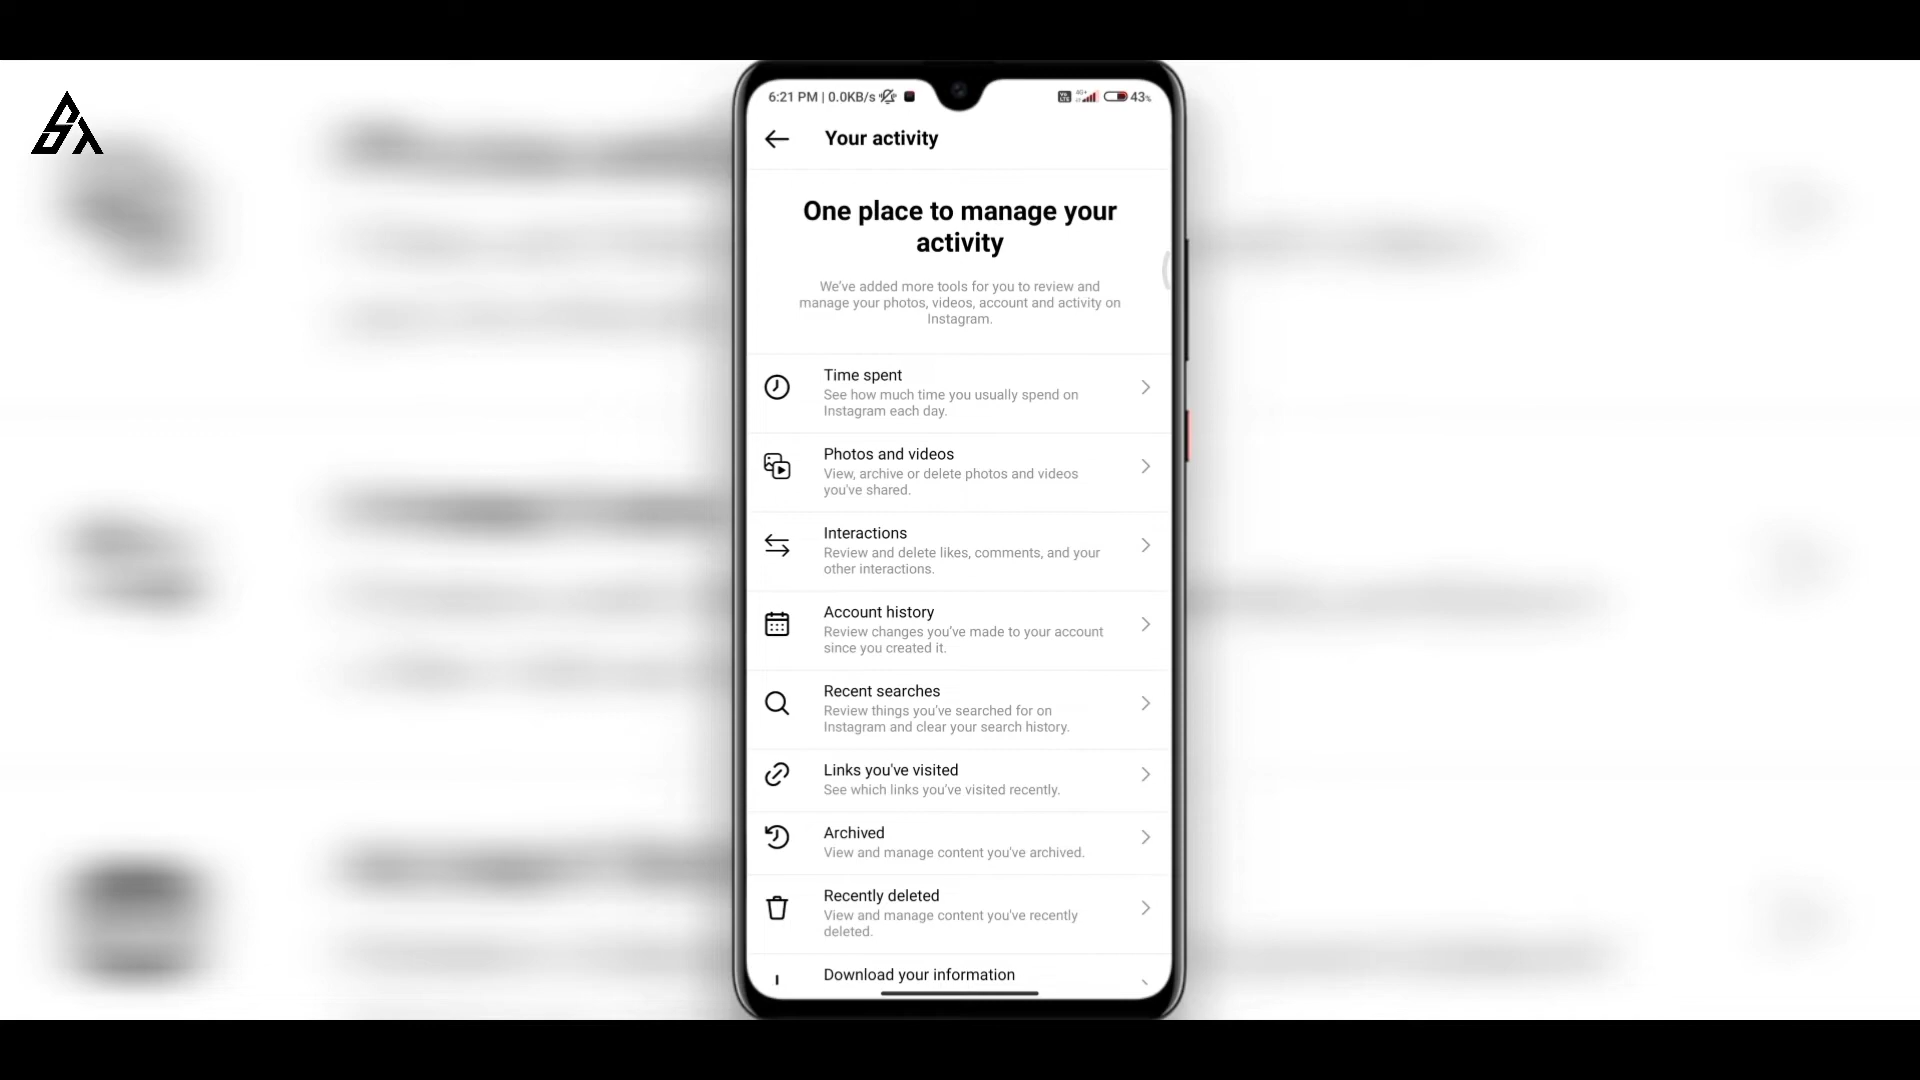 6:21 PM | 0.0KB/s
43%
Your activity
One place to manage your
activity
We've added more tools for you to review and
manage your photos, videos, account and activity on
Instagram.
Time spent
See how much time you usually spend on
Instagram each day.
Photos and videos
View, archive or delete photos and videos
you've shared.
Interactions
Review and delete likes, comments, and your
other interactions.
Account history
Review changes you've made to your account
since you created it.
Recent searches
Review things you've searched for on
Instagram and clear your search history.
Links you've visited
See which links you've visited recently.
Archived
View and manage content you've archived.
Recently deleted
View and manage content you've recently
deleted.
Download your information